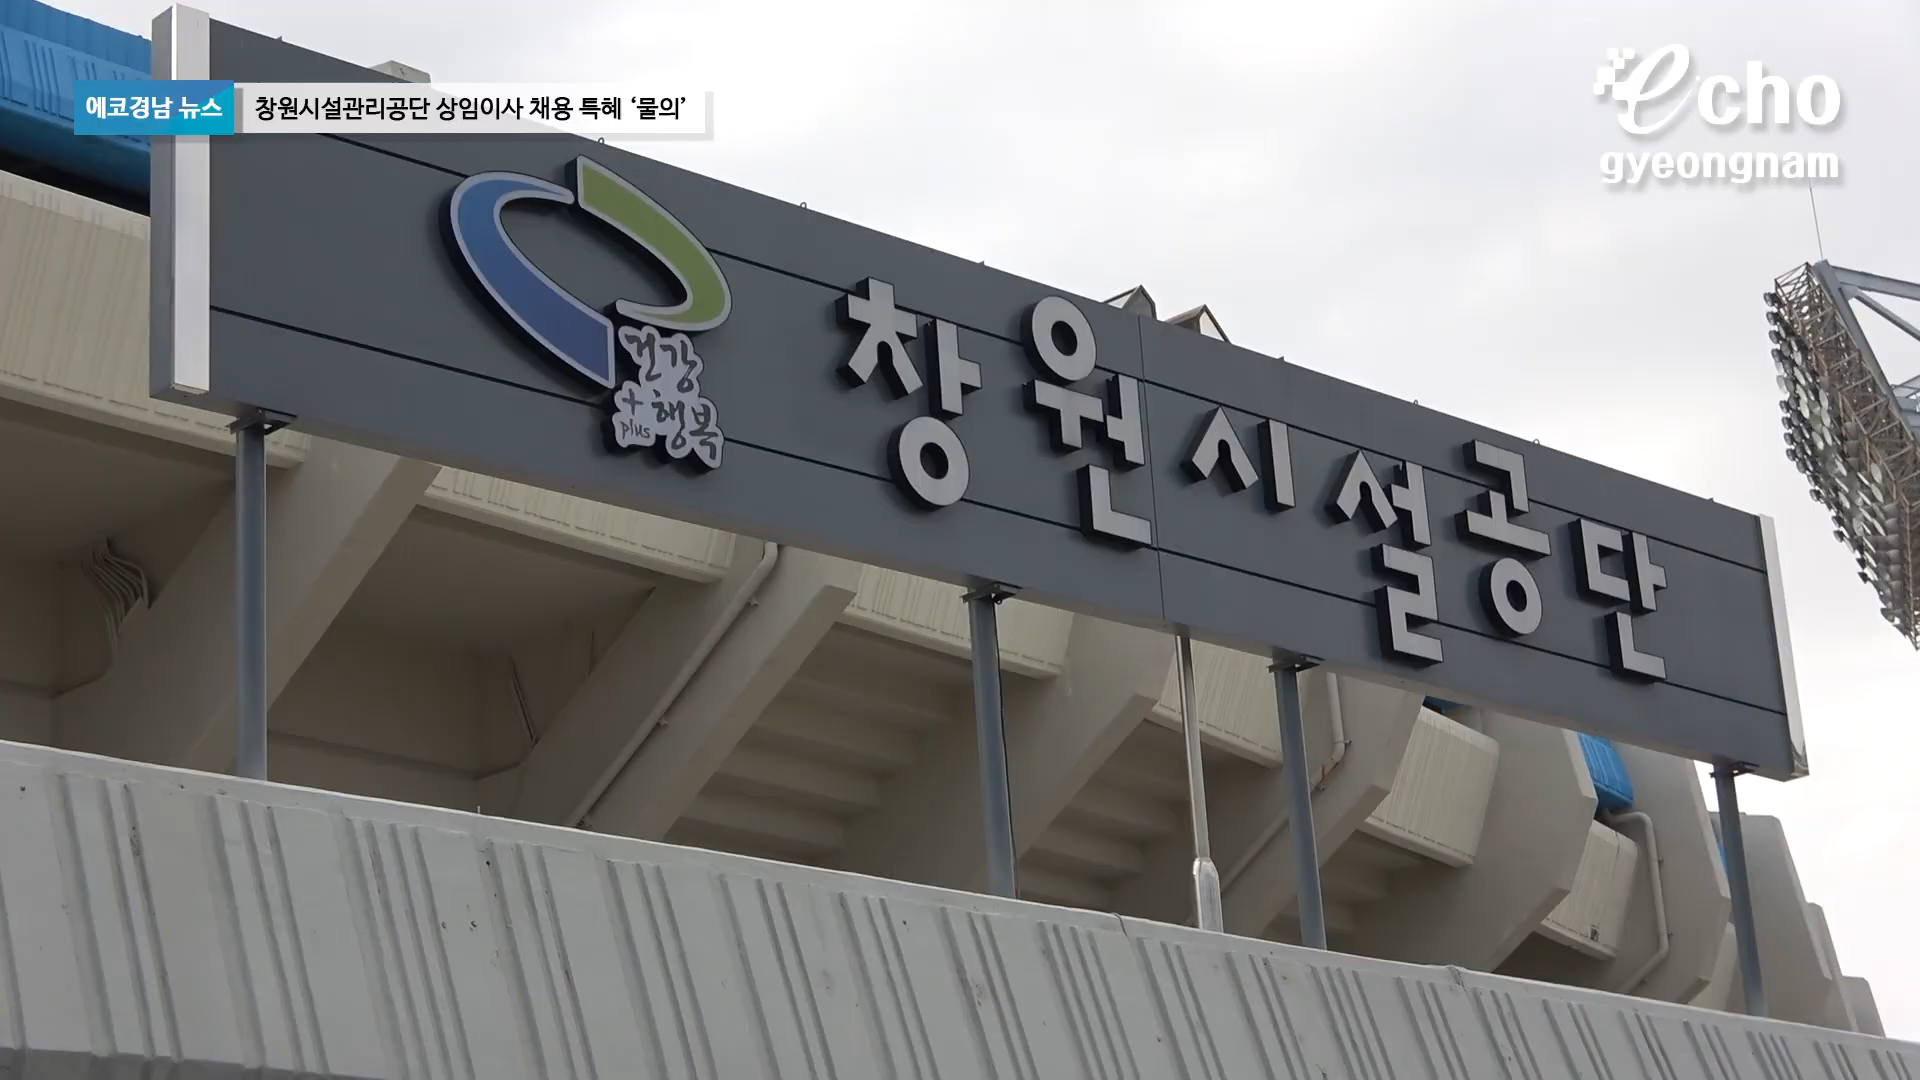 에코경남 뉴스
창원시설관리공단 상임이사 채용 특혜 ‘물의’
echo
gyeongnam
건강
+행복
plus
창원시설공단